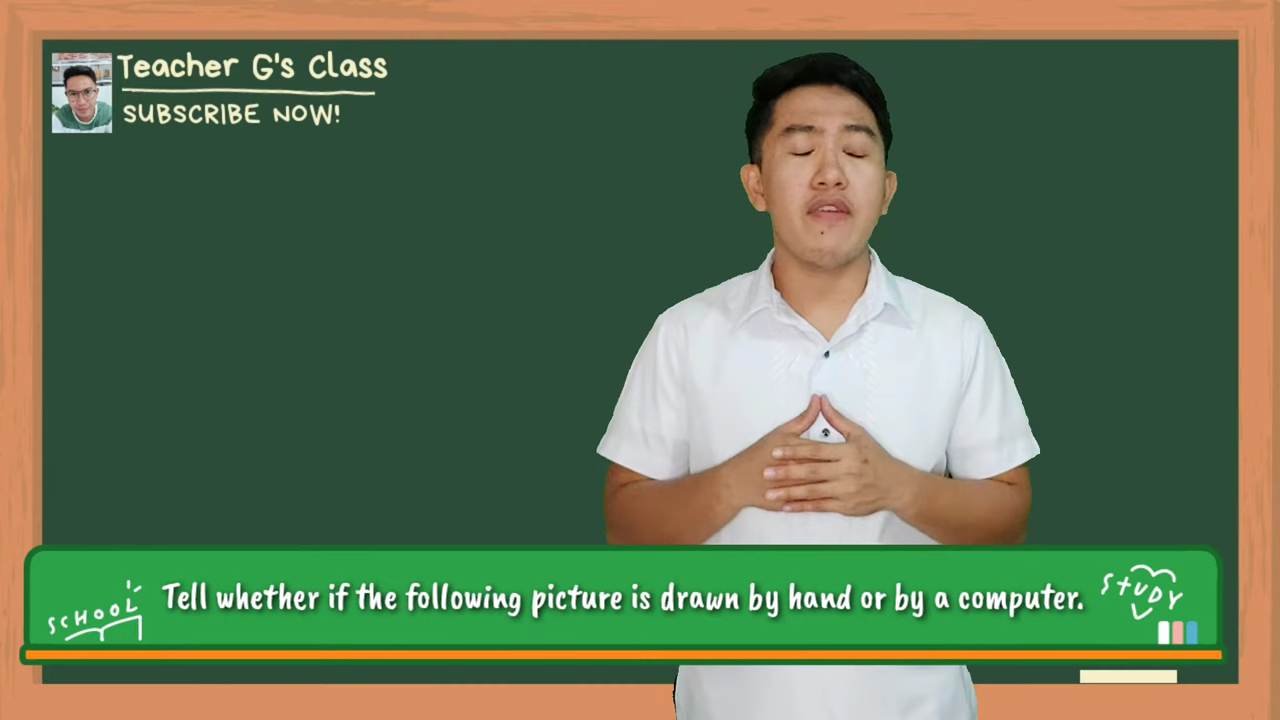 Teacher G's Class
SUBSCRIBE NOW!
SCHOOL
Tell whether if the following picture is drawn by hand or by a computer.
STUDY